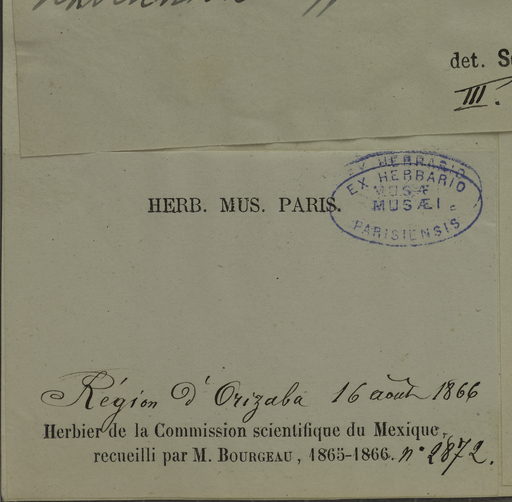 det.
III.
HERB. MUS. PARIS.
EX HERBARIO
MUSÆI
PARISIENSIS
Région d'Orizaba 16 août 1866
Herbier de la Commission scientifique du Mexique,
recueilli par M. BOURGEAU, 1865-1866. n° 2872.